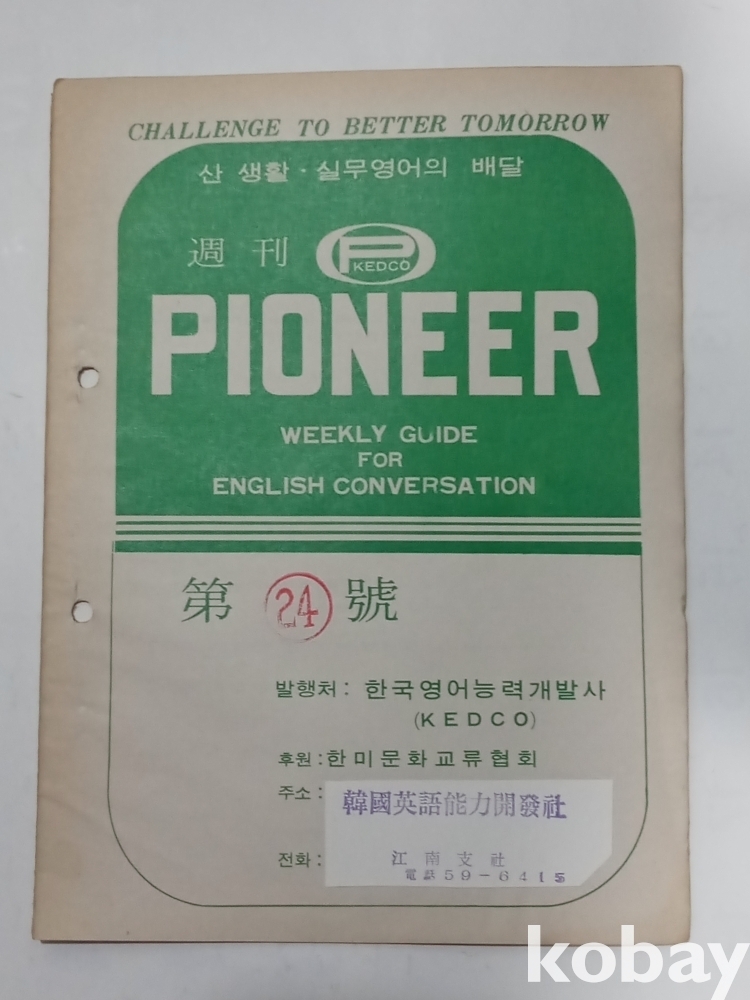 CHALLENGE TO BETTER TOMORROW
산 생활·실무영어의 배달
週刊
P
KEDCO
PIONEER
WEEKLY GUIDE
FOR
ENGLISH CONVERSATION
第 24 號
발행처: 한국영어능력개발사
(KEDCO)
후원:한미문화교류협회
주소:
韓國英語能力開發社
전화:
江南支社
電話 59-6415
kobay